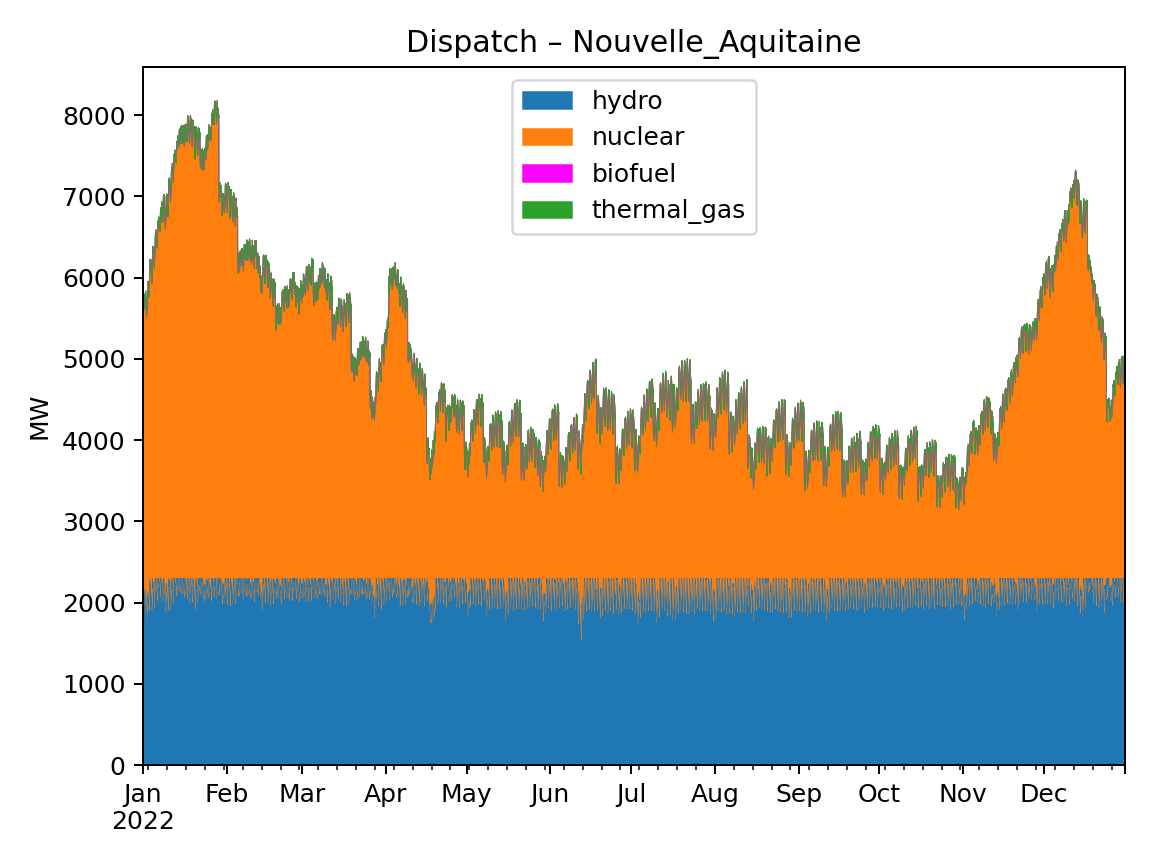 Dispatch – Nouvelle_Aquitaine
hydro
nuclear
biofuel
thermal_gas
MW
8000
7000
6000
5000
4000
3000
2000
1000
0
Jan Feb Mar Apr May Jun Jul Aug Sep Oct Nov Dec
2022